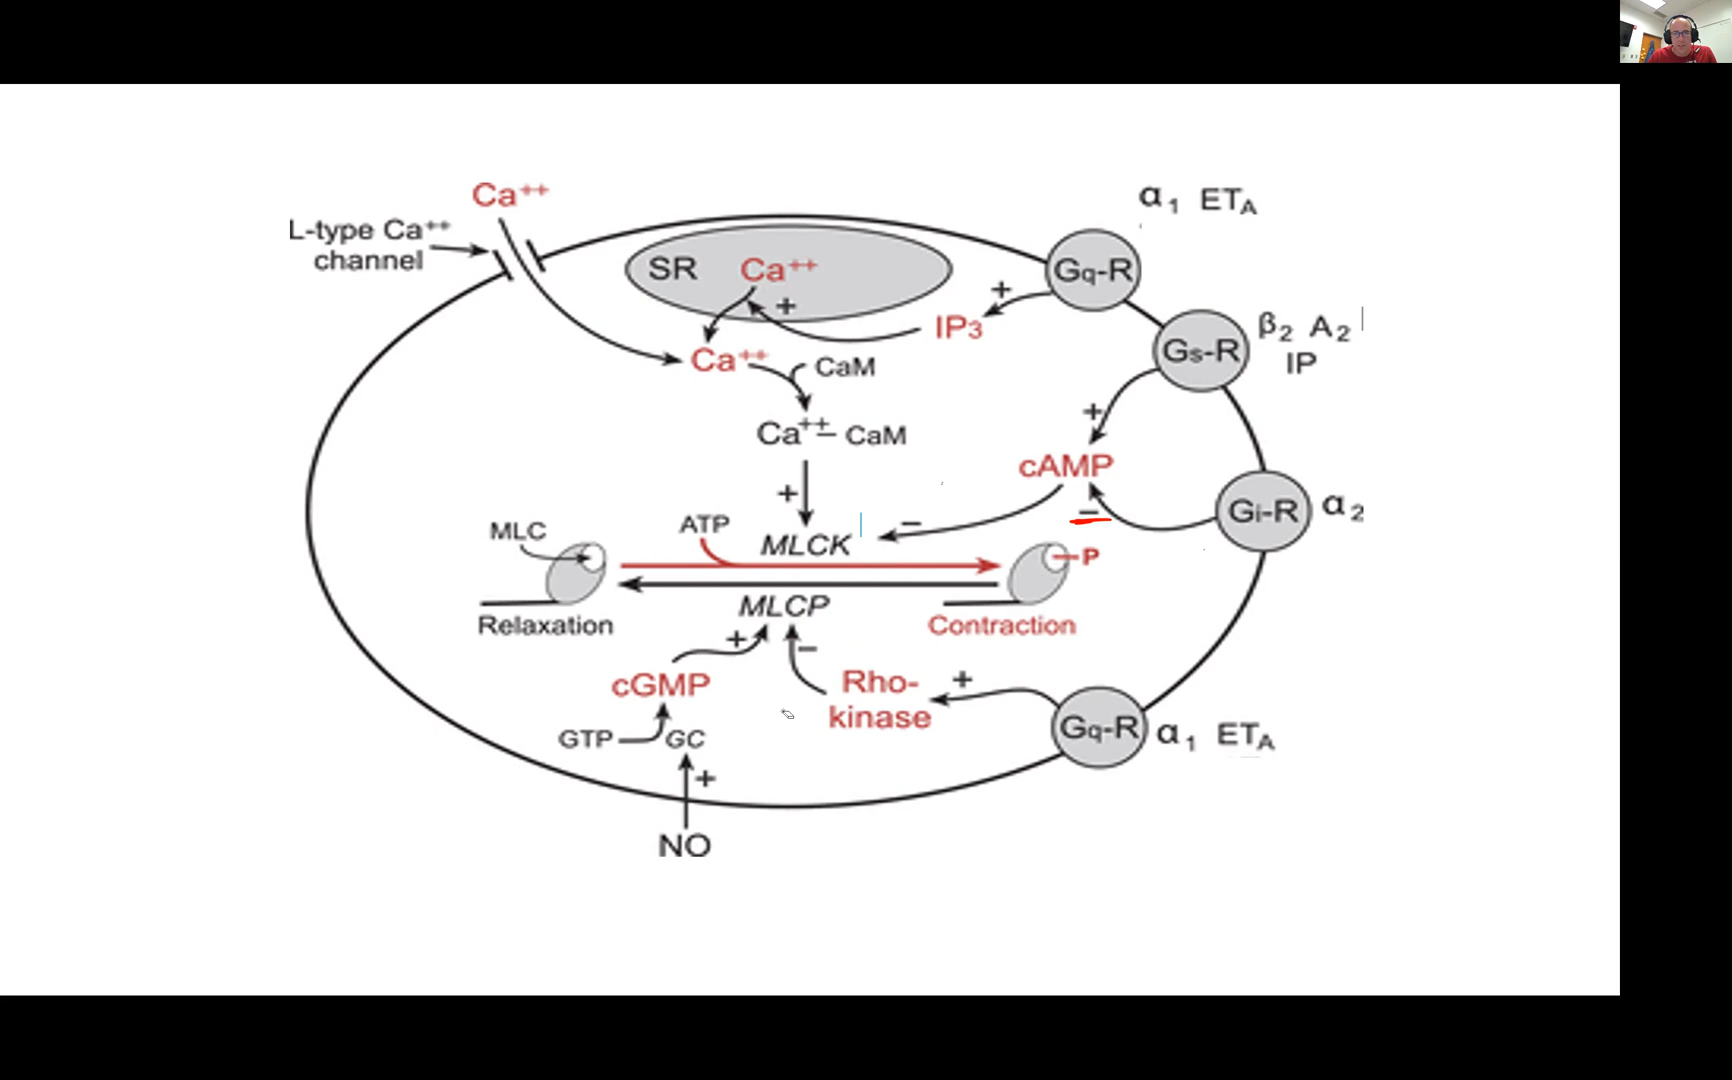 Ca++
α1 ETA
L-type Ca++
channel
SR Ca++
+
Gq-R
+
IP3
β2 A2
IP
Gs-R
Ca++
CaM
+
Ca++– CaM
cAMP
+
–
–
Gi-R
α2
MLC
ATP
MLCK
–P
MLCP
Relaxation
Contraction
+
–
cGMP
Rho-
kinase
+
GTP
GC
Gq-R
α1 ETA
+
NO